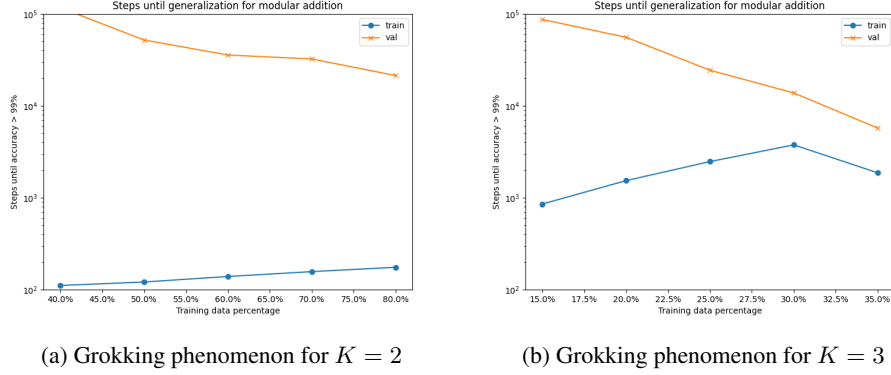 Steps until generalization for modular addition
10^5
10^4
10^3
10^2
Steps until accuracy > 99%
train
val
40.0% 45.0% 50.0% 55.0% 60.0% 65.0% 70.0% 75.0% 80.0%
Training data percentage
(a) Grokking phenomenon for K = 2
Steps until generalization for modular addition
10^5
10^4
10^3
10^2
Steps until accuracy > 99%
train
val
15.0% 17.5% 20.0% 22.5% 25.0% 27.5% 30.0% 32.5% 35.0%
Training data percentage
(b) Grokking phenomenon for K = 3